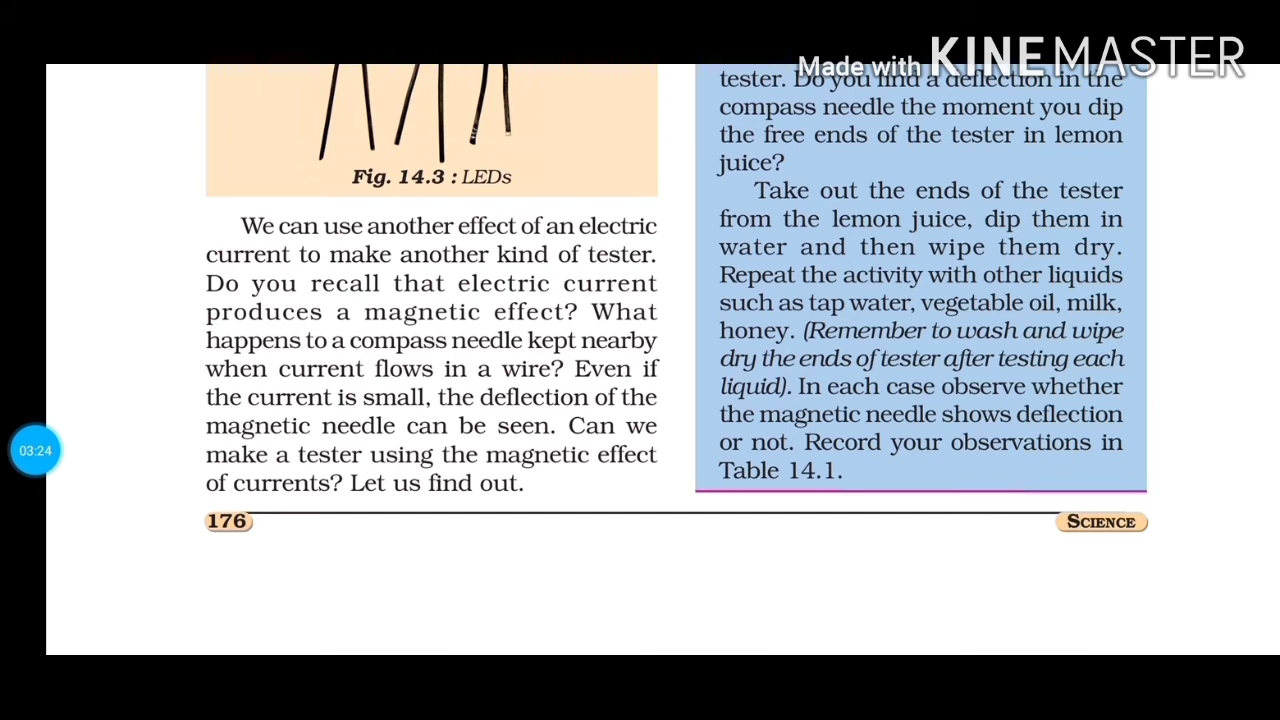 Made with KINEMASTER
Fig. 14.3 : LEDs
We can use another effect of an electric
current to make another kind of tester.
Do you recall that electric current
produces a magnetic effect? What
happens to a compass needle kept nearby
when current flows in a wire? Even if
the current is small, the deflection of the
magnetic needle can be seen. Can we
make a tester using the magnetic effect
of currents? Let us find out.
tester. Do you find a deflection in the
compass needle the moment you dip
the free ends of the tester in lemon
juice?
Take out the ends of the tester
from the lemon juice, dip them in
water and then wipe them dry.
Repeat the activity with other liquids
such as tap water, vegetable oil, milk,
honey. (Remember to wash and wipe
dry the ends of tester after testing each
liquid). In each case observe whether
the magnetic needle shows deflection
or not. Record your observations in
Table 14.1.
03:24
176
SCIENCE